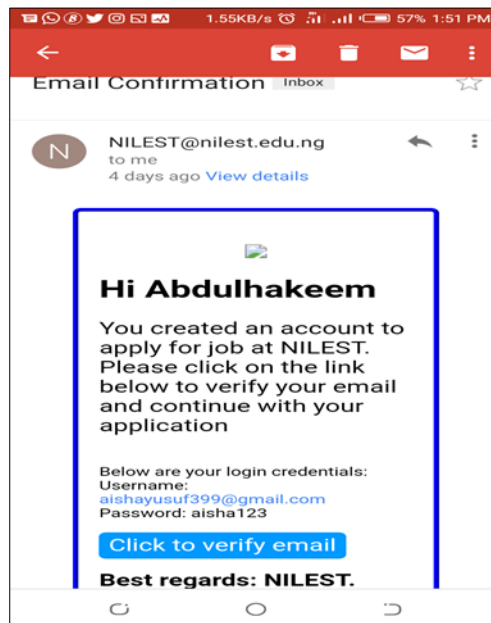 1.55KB/s 57% 1:51 PM
Email Confirmation Inbox
N
NILEST@nilest.edu.ng
to me
4 days ago View details
Hi Abdulhakeem
You created an account to
apply for job at NILEST.
Please click on the link
below to verify your email
and continue with your
application
Below are your login credentials:
Username:
aishayusuf399@gmail.com
Password: aisha123
Click to verify email
Best regards: NILEST.